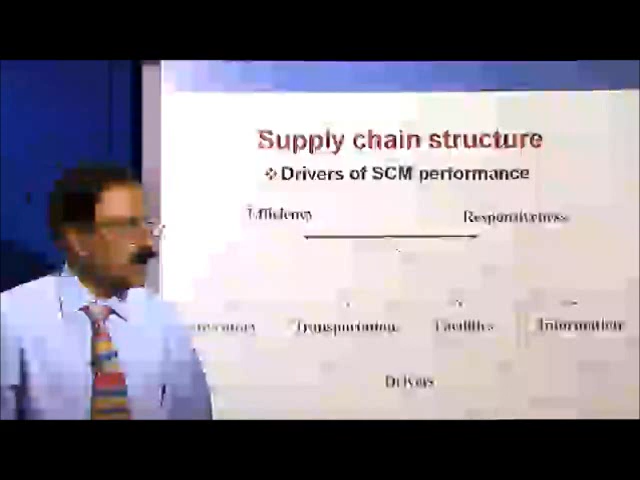 Supply chain structure
Drivers of SCM performance
Efficiency Responsiveness
Transportation Facilities Information
Drivers